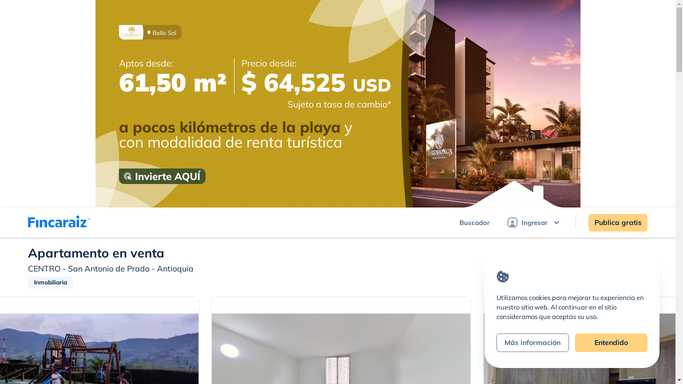 Bello Sol
Aptos desde:
61,50 m²
Precio desde:
$ 64,525 USD
Sujeto a tasa de cambio*
a pocos kilómetros de la playa y
con modalidad de renta turística
Invierte AQUÍ
Fincaraiz
Buscador
Ingresar
Publica gratis
Apartamento en venta
CENTRO - San Antonio de Prado - Antioquia
Inmobiliaria
Utilizamos cookies para mejorar tu experiencia en
nuestro sitio web. Al continuar en el sitio
consideramos que aceptas su uso.
Más información
Entendido